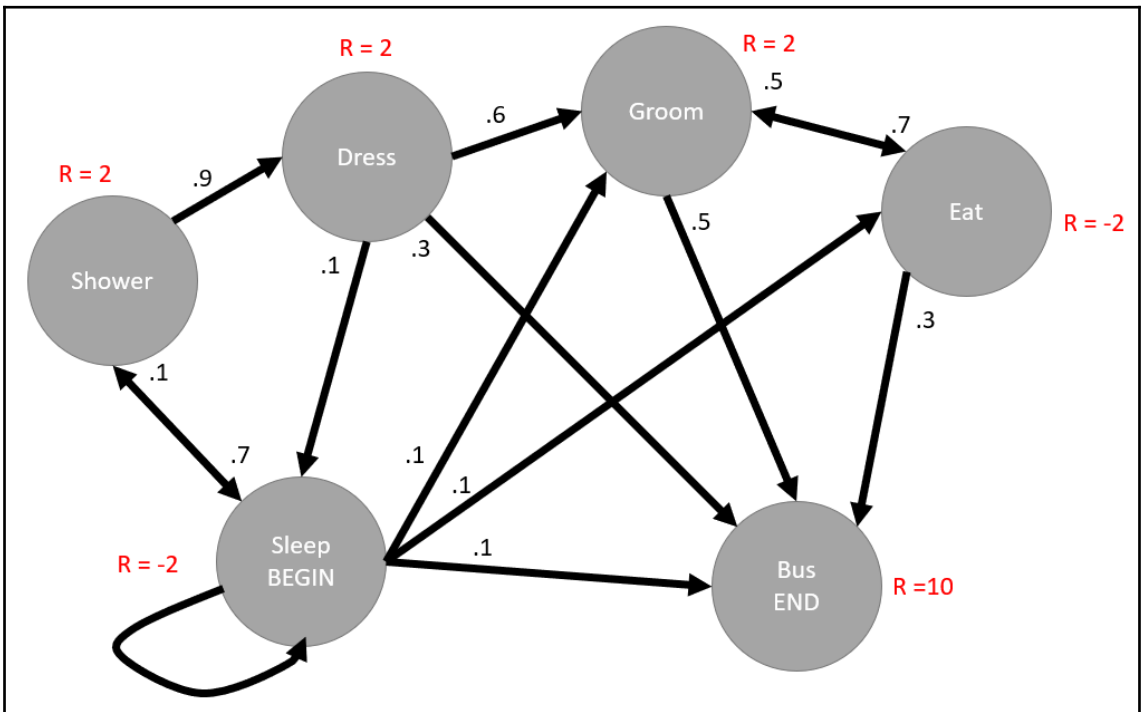 R = 2
R = 2
.5
.6
Groom
.7
Dress
R = 2
.9
Eat
R = -2
.5
.3
.1
Shower
.3
.1
.7
.1
.1
.1
Sleep
BEGIN
R = -2
Bus
END
R =10